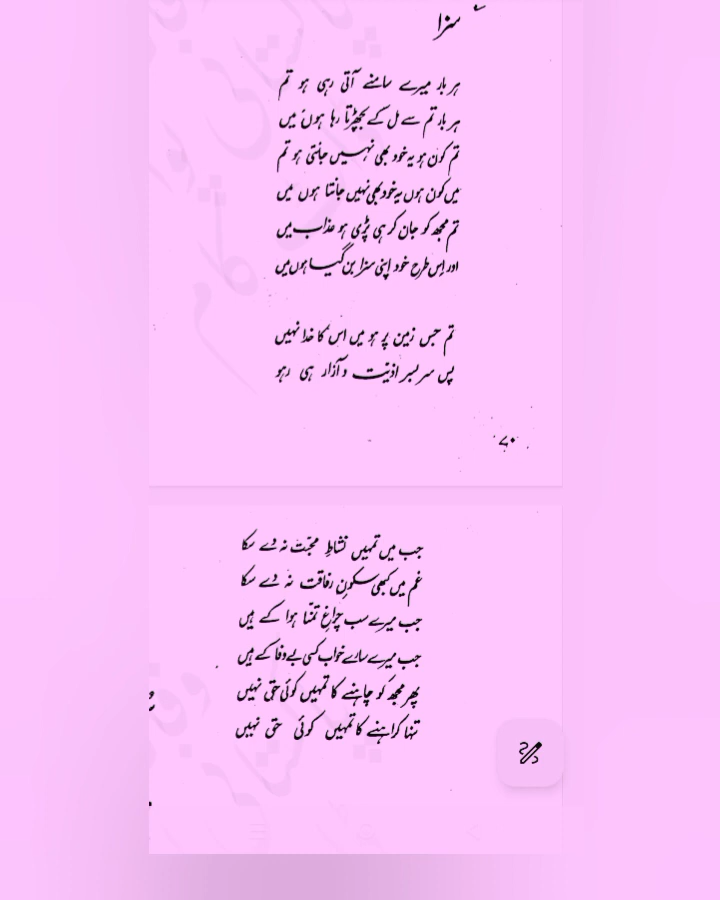 سزا
ہر بار میرے سامنے آتی رہی ہو تم
ہر بار تم سے مل کے بچھڑتا رہا ہوں میں
تم کون ہو یہ خود بھی نہیں جانتی ہو تم
میں کون ہوں یہ خود بھی نہیں جانتا ہوں میں
تم مجھ کو جان کر ہی پڑی ہو عذاب میں
اور اس طرح خود اپنی سزا بن گیا ہوں میں
تم جس زمین پر ہو میں اس کا خدا نہیں
پس سر بسر اذیت و آزار ہی رہو
۷۰
جب میں تمہیں نشاطِ محبت نہ دے سکا
غم میں کبھی سکونِ رفاقت نہ دے سکا
جب میرے سب چراغِ تمنا ہوا کے ہیں
جب میرے سارے خواب کسی بے وفا کے ہیں
پھر مجھ کو چاہنے کا تمہیں کوئی حق نہیں
تنہا کراہنے کا تمہیں کوئی حق نہیں